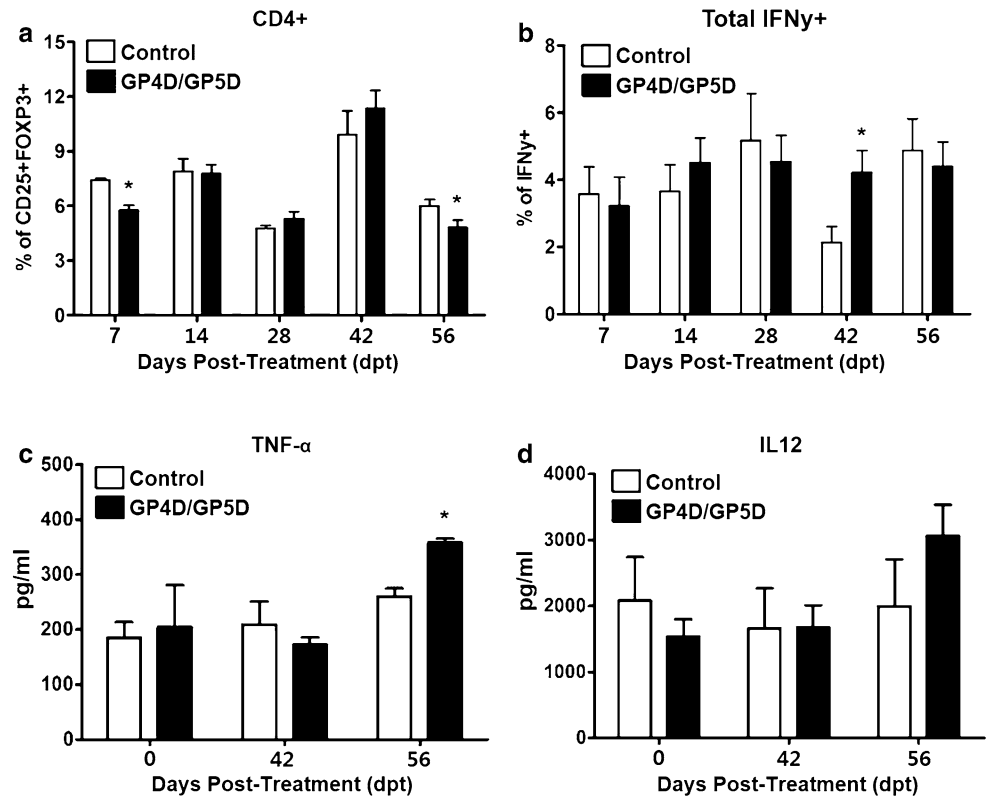 a
CD4+
Control
GP4D/GP5D
% of CD25+FOXP3+
15
12
9
6
3
0
*
*
7 14 28 42 56
Days Post-Treatment (dpt)
b
Total IFNy+
Control
GP4D/GP5D
% of IFNy+
8
6
4
2
0
*
7 14 28 42 56
Days Post-Treatment (dpt)
c
TNF-α
Control
GP4D/GP5D
pg/ml
500
400
300
200
100
0
*
0 42 56
Days Post-Treatment (dpt)
d
IL12
Control
GP4D/GP5D
pg/ml
4000
3000
2000
1000
0
0 42 56
Days Post-Treatment (dpt)